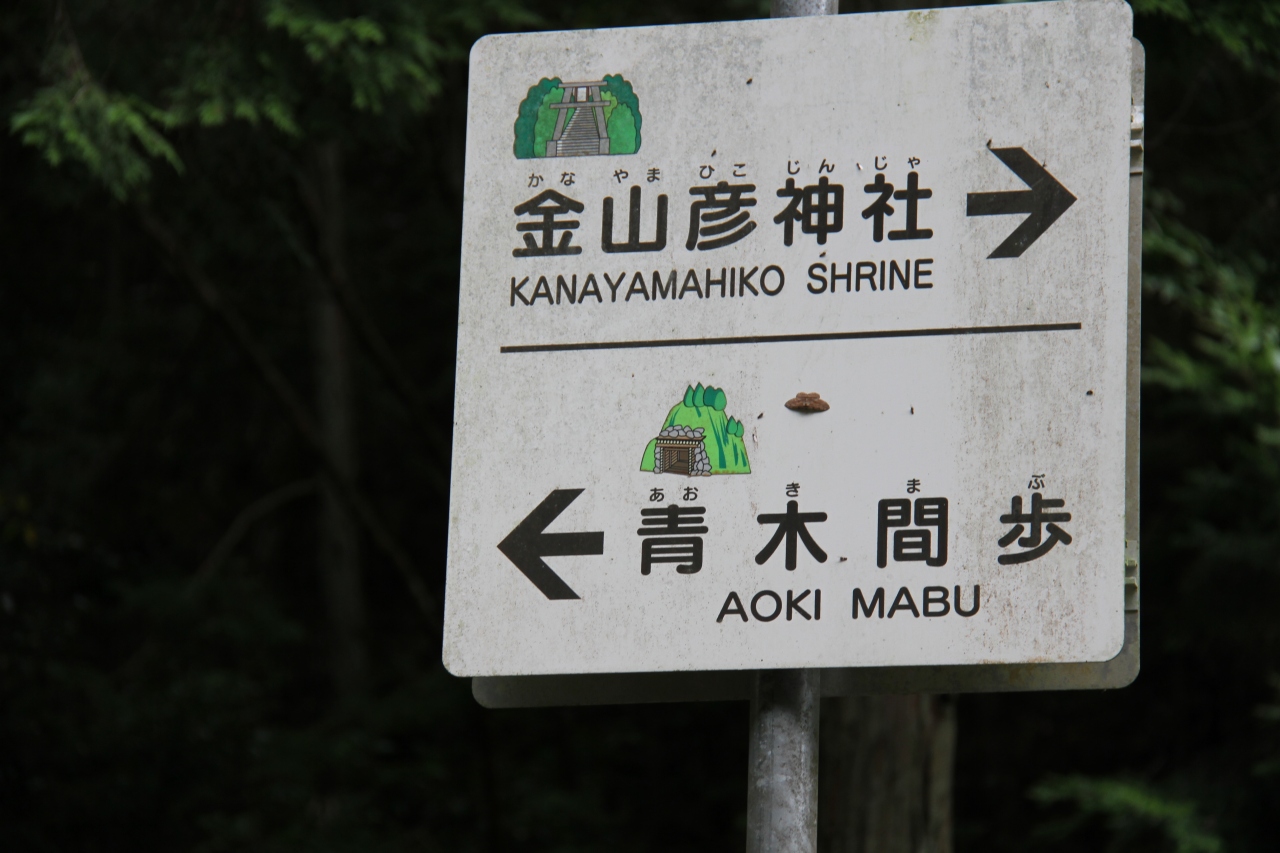 かな やま ひこ じん じゃ
金山彦神社
KANAYAMAHIKO SHRINE
あお き ま ぶ
青木間歩
AOKI MABU